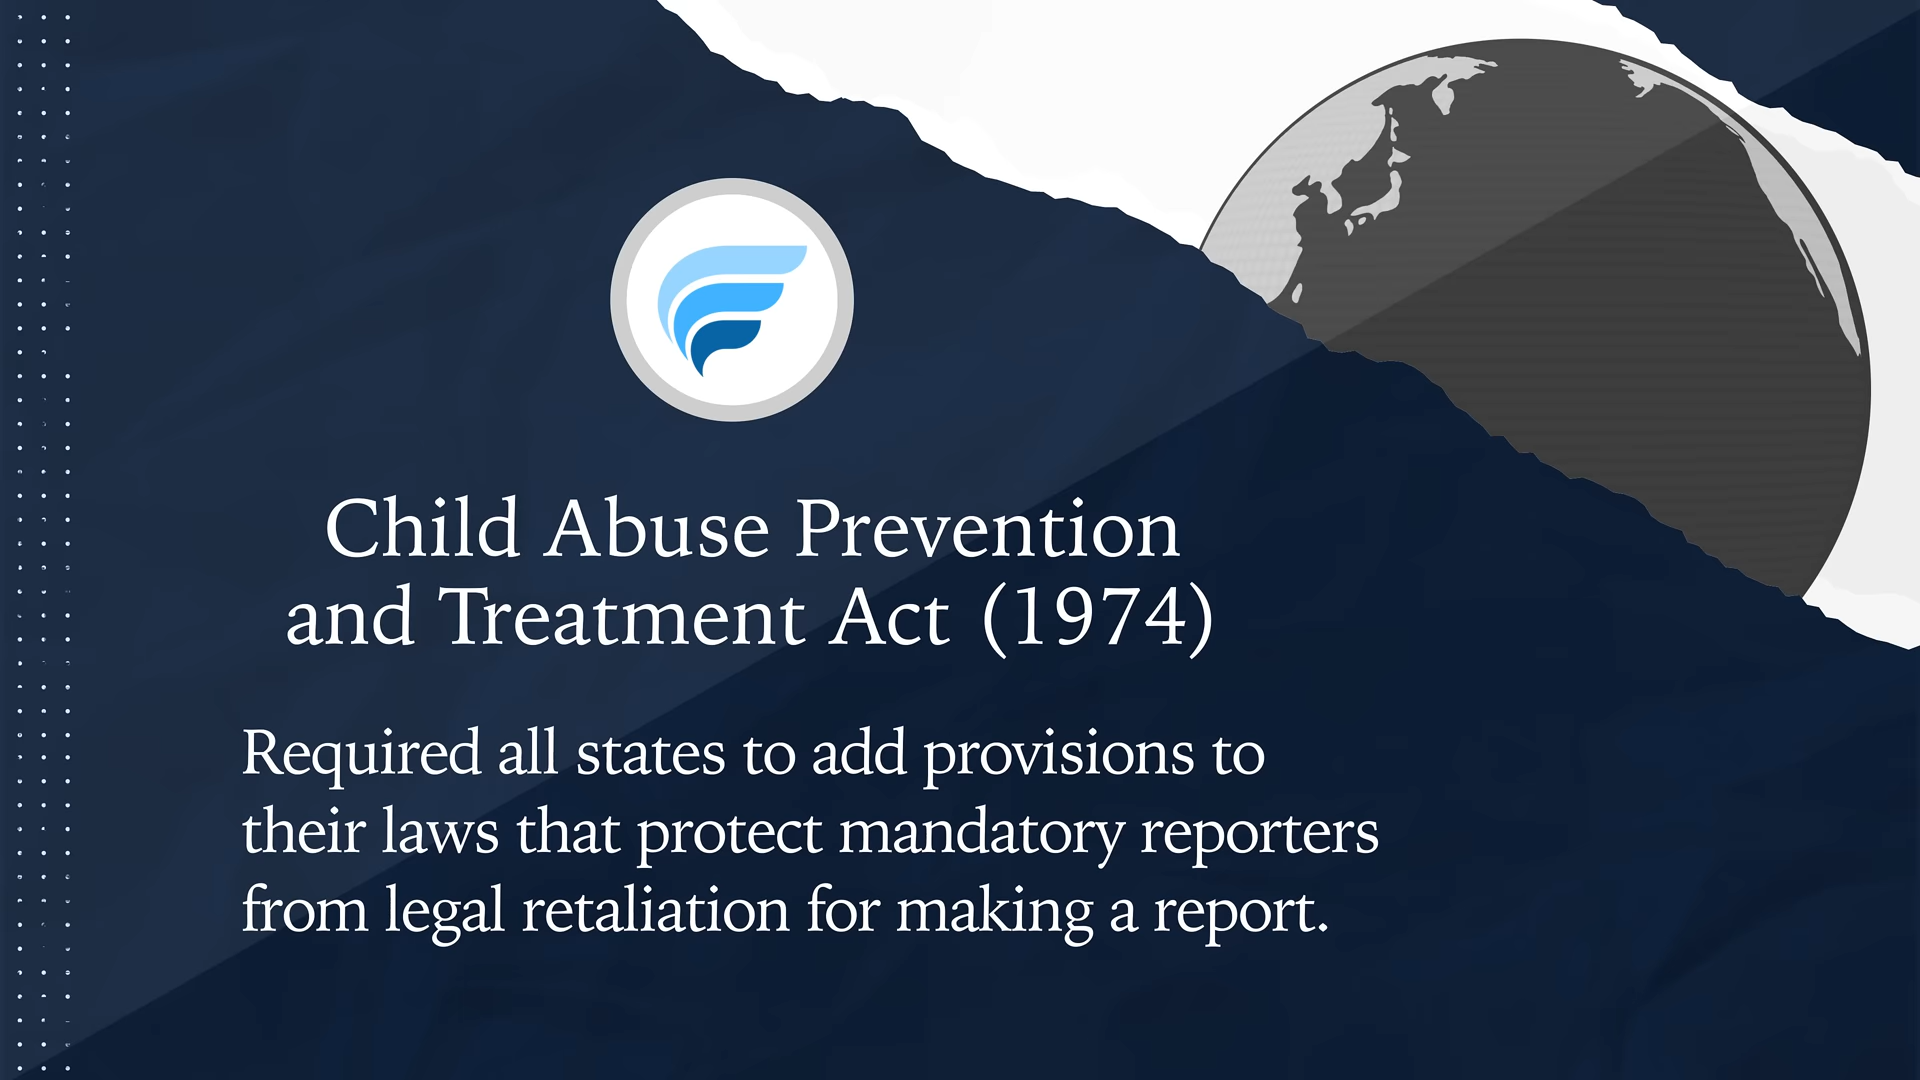 Child Abuse Prevention
and Treatment Act (1974)
Required all states to add provisions to
their laws that protect mandatory reporters
from legal retaliation for making a report.